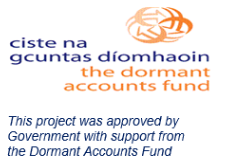 ciste na
gcuntas díomhaoin
the dormant
accounts fund
This project was approved by
Government with support from
the Dormant Accounts Fund